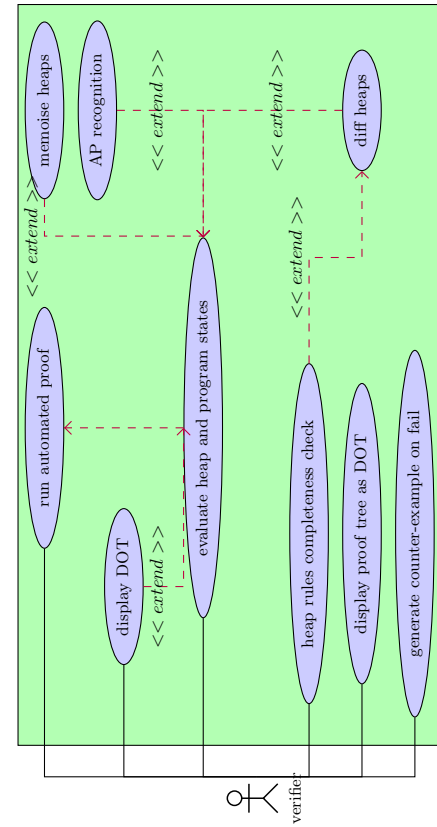 memoise heaps
AP recognition
<< extend >>
<< extend >>
<< extend >>
diff heaps
<< extend >>
<< extend >>
run automated proof
evaluate heap and program states
display DOT
<< extend >>
heap rules completeness check
display proof tree as DOT
generate counter-example on fail
verifier